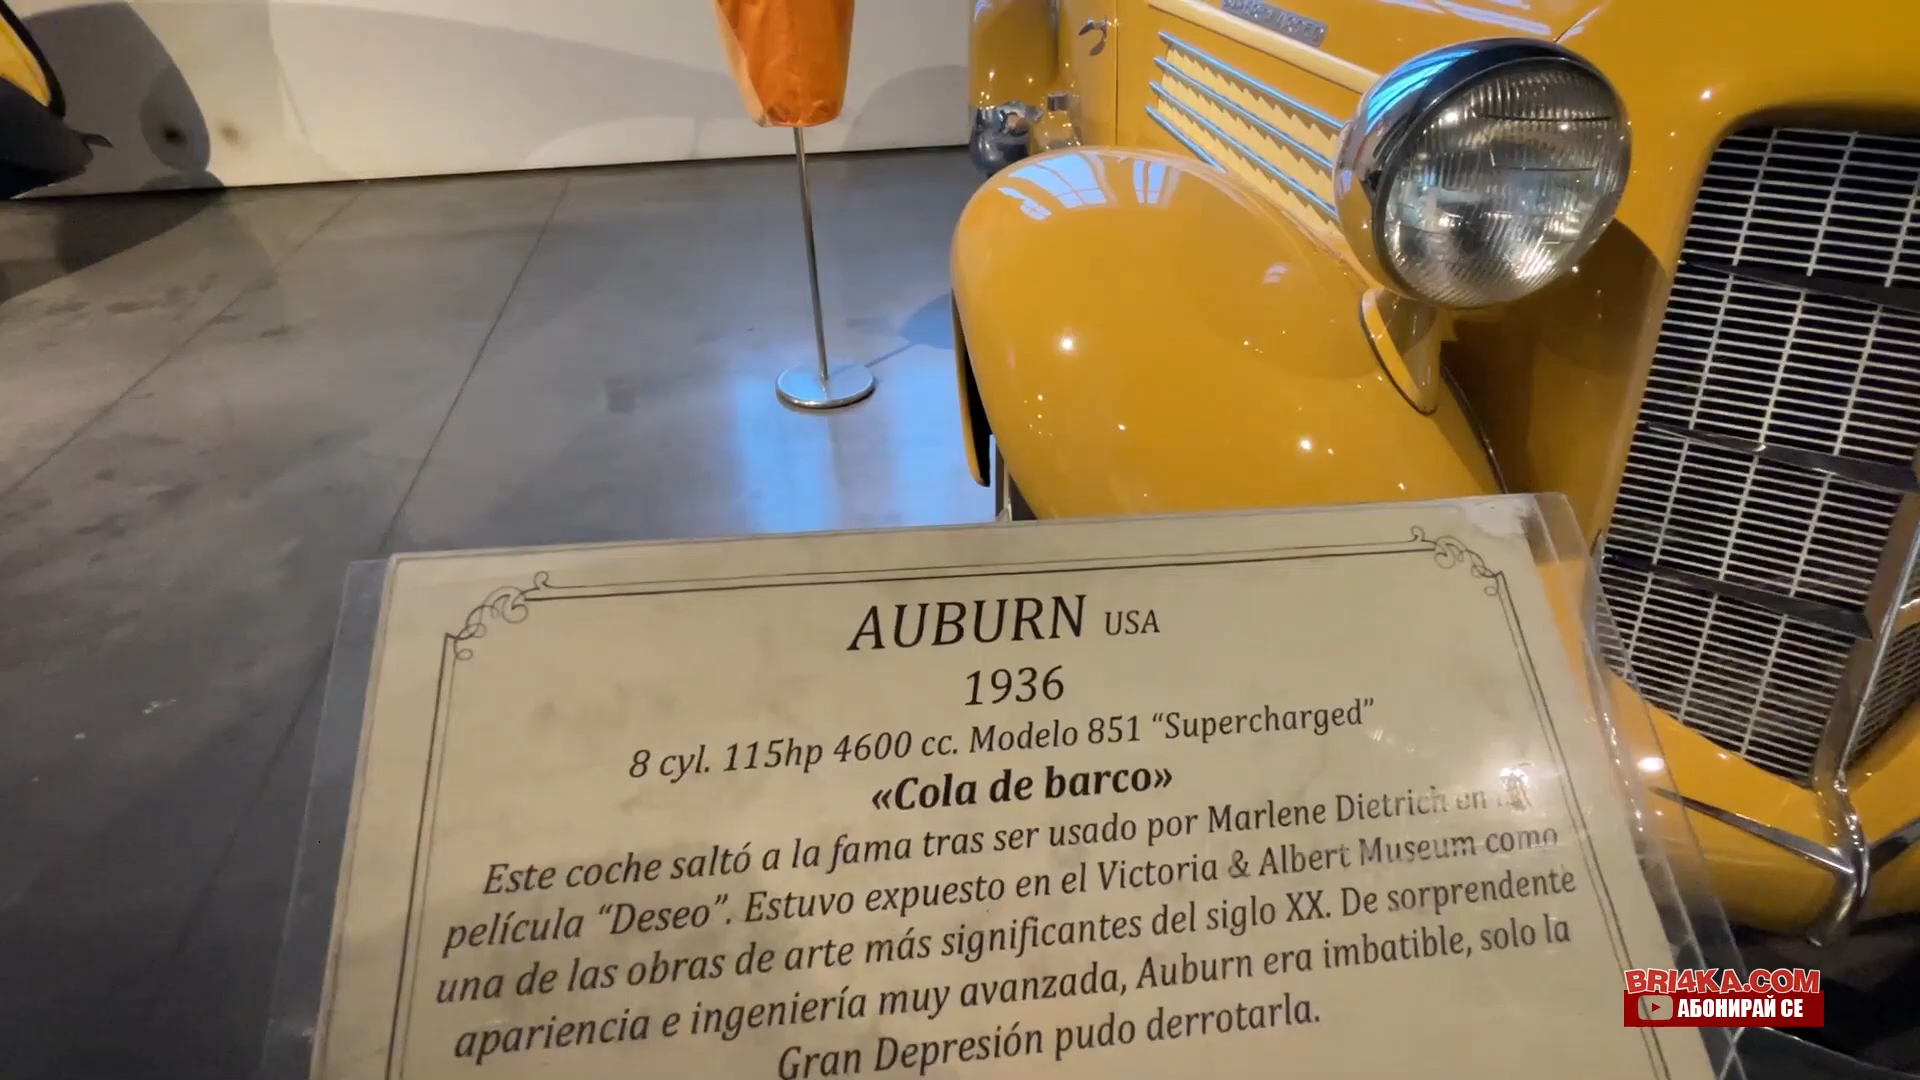 AUBURN USA
1936
8 cyl. 115hp 4600 cc. Modelo 851 “Supercharged”
«Cola de barco»
Este coche saltó a la fama tras ser usado por Marlene Dietrich en
película “Deseo”. Estuvo expuesto en el Victoria & Albert Museum como
una de las obras de arte más significantes del siglo XX. De sorprendente
apariencia e ingeniería muy avanzada, Auburn era imbatible, solo la
Gran Depresión pudo derrotarla.
BRI4KA.COM
АБОНИРАЙ СЕ